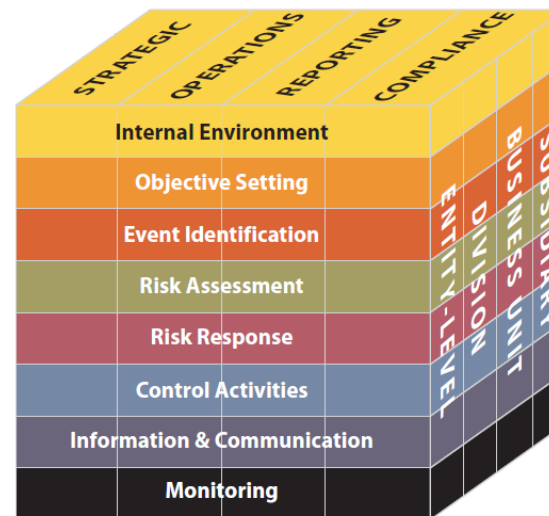 STRATEGIC
OPERATIONS
REPORTING
COMPLIANCE
Internal Environment
Objective Setting
Event Identification
Risk Assessment
Risk Response
Control Activities
Information & Communication
Monitoring
ENTITY-LEVEL
DIVISION
BUSINESS UNIT
SUBSIDIARY